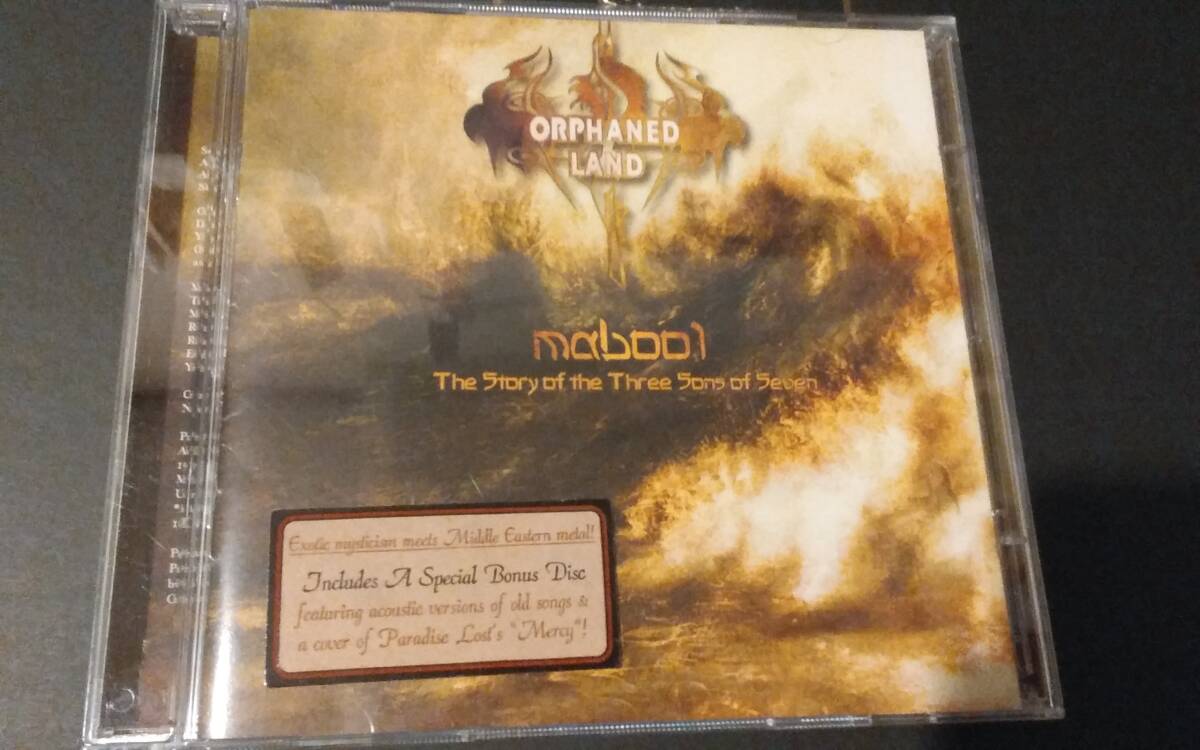 ORPHANED
LAND
mabool
The Story of the Three Sons of Seven
Exotic mysticism meets Middle Eastern metal!
Includes A Special Bonus Disc
featuring acoustic versions of old songs &
a cover of Paradise Lost's "Mercy"!